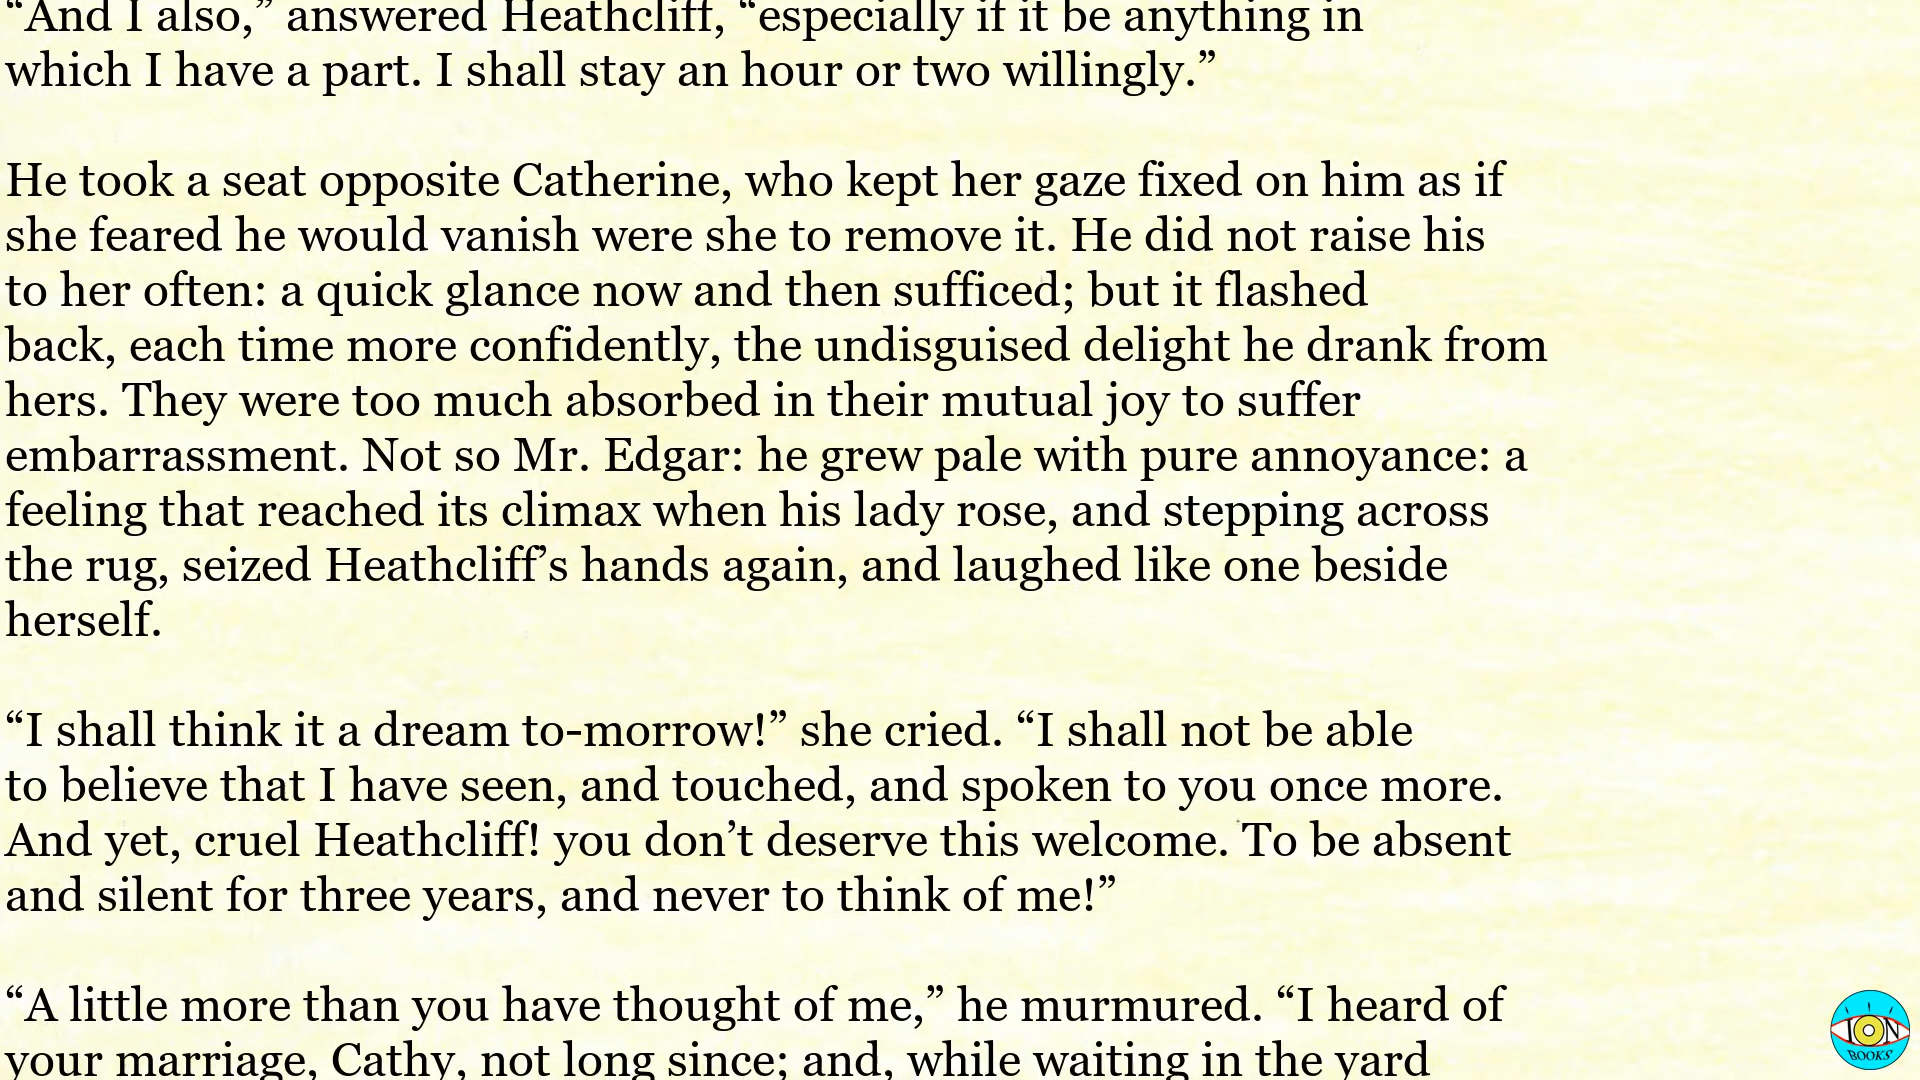 “And I also,” answered Heathcliff, “especially if it be anything in
which I have a part. I shall stay an hour or two willingly.”
He took a seat opposite Catherine, who kept her gaze fixed on him as if
she feared he would vanish were she to remove it. He did not raise his
to her often: a quick glance now and then sufficed; but it flashed
back, each time more confidently, the undisguised delight he drank from
hers. They were too much absorbed in their mutual joy to suffer
embarrassment. Not so Mr. Edgar: he grew pale with pure annoyance: a
feeling that reached its climax when his lady rose, and stepping across
the rug, seized Heathcliff’s hands again, and laughed like one beside
herself.
“I shall think it a dream to-morrow!” she cried. “I shall not be able
to believe that I have seen, and touched, and spoken to you once more.
And yet, cruel Heathcliff! you don’t deserve this welcome. To be absent
and silent for three years, and never to think of me!”
“A little more than you have thought of me,” he murmured. “I heard of
your marriage, Cathy, not long since; and, while waiting in the yard
ION
BOOKS